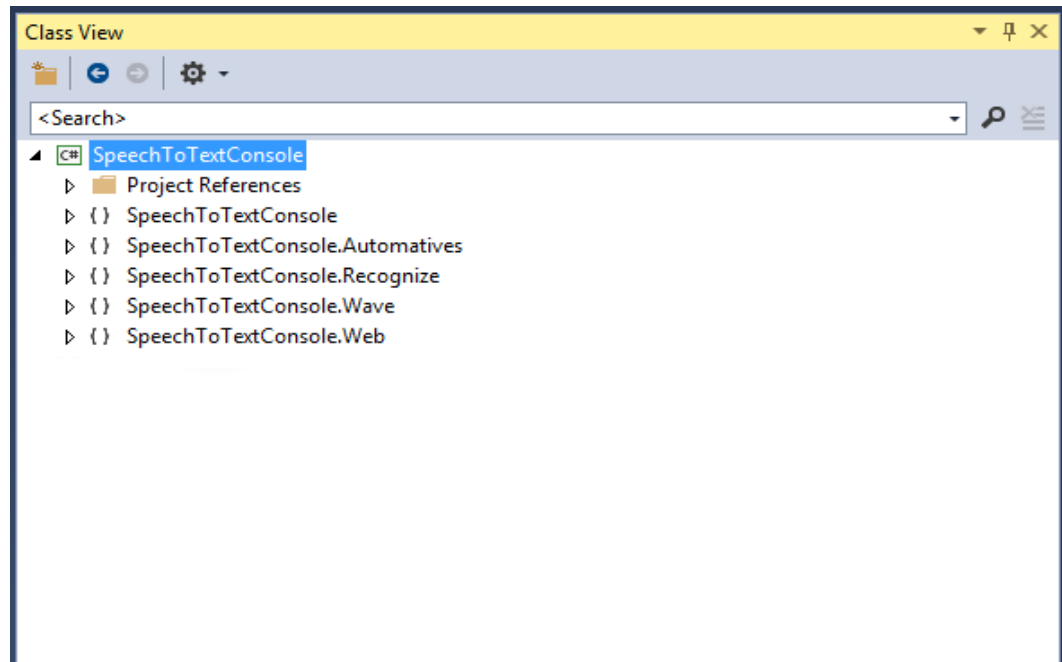 Class View
<Search>
C# SpeechToTextConsole
Project References
{ } SpeechToTextConsole
{ } SpeechToTextConsole.Automatives
{ } SpeechToTextConsole.Recognize
{ } SpeechToTextConsole.Wave
{ } SpeechToTextConsole.Web